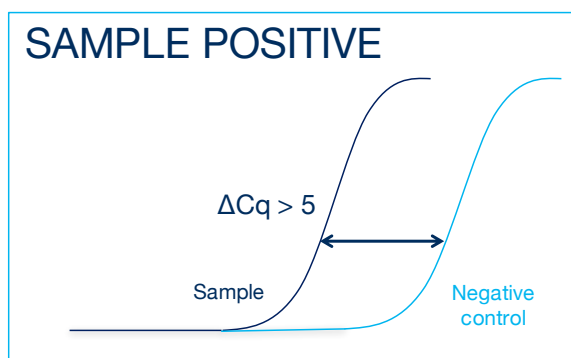 SAMPLE POSITIVE
ΔCq > 5
Sample
Negative
control